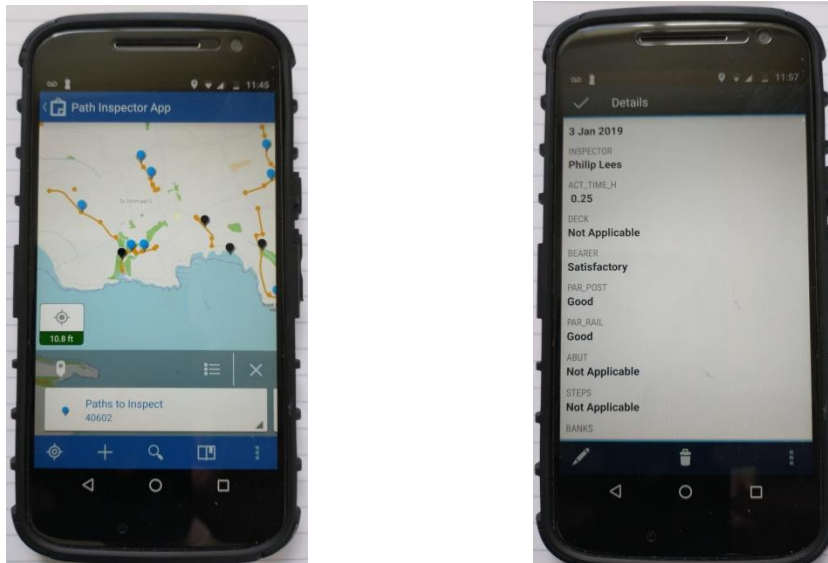 11:45
Path Inspector App
10.8 ft
Paths to Inspect
40602
11:57
Details
3 Jan 2019
INSPECTOR
Philip Lees
ACT_TIME_H
0.25
DECK
Not Applicable
BEARER
Satisfactory
PAR_POST
Good
PAR_RAIL
Good
ABUT
Not Applicable
STEPS
Not Applicable
BANKS